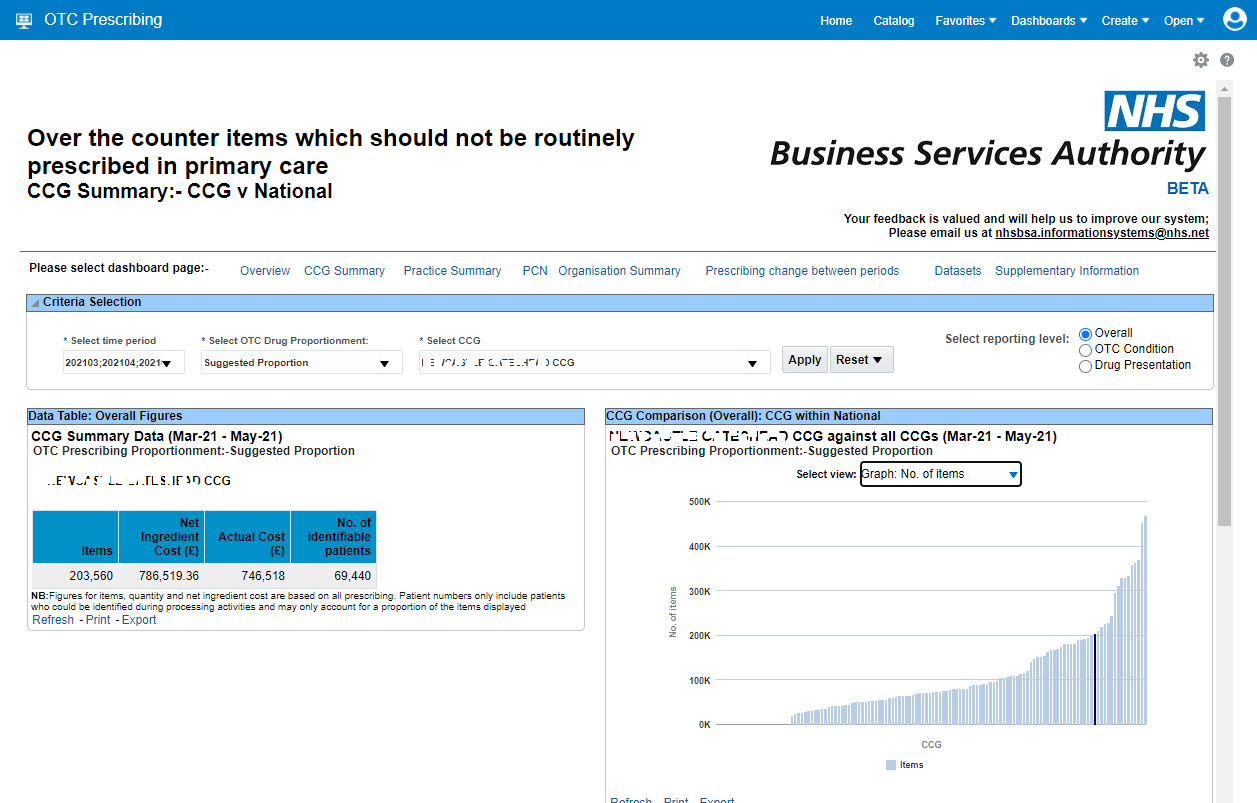 OTC Prescribing
Home Catalog Favorites Dashboards Create Open
NHS
Business Services Authority
BETA
Over the counter items which should not be routinely
prescribed in primary care
CCG Summary:- CCG v National
Your feedback is valued and will help us to improve our system;
Please email us at nhsbsa.informationsystems@nhs.net
Please select dashboard page:- Overview CCG Summary Practice Summary PCN Organisation Summary Prescribing change between periods Datasets Supplementary Information
Criteria Selection
* Select time period * Select OTC Drug Proportionment: * Select CCG
202103;202104;2021 Suggested Proportion CCG Apply Reset
Select reporting level: Overall
OTC Condition
Drug Presentation
Data Table: Overall Figures
CCG Summary Data (Mar-21 - May-21)
OTC Prescribing Proportionment:-Suggested Proportion
CCG
Items Net Ingredient Cost (£) Actual Cost (£) No. of identifiable patients
203,560 786,519.36 746,518 69,440
NB:Figures for items, quantity and net ingredient cost are based on all prescribing. Patient numbers only include patients
who could be identified during processing activities and may only account for a proportion of the items displayed
Refresh - Print - Export
CCG Comparison (Overall): CCG within National
CCG against all CCGs (Mar-21 - May-21)
OTC Prescribing Proportionment:-Suggested Proportion
Select view: Graph: No. of items
500K
400K
300K
200K
100K
0K
No. of items
CCG
Items
Refresh Print Export